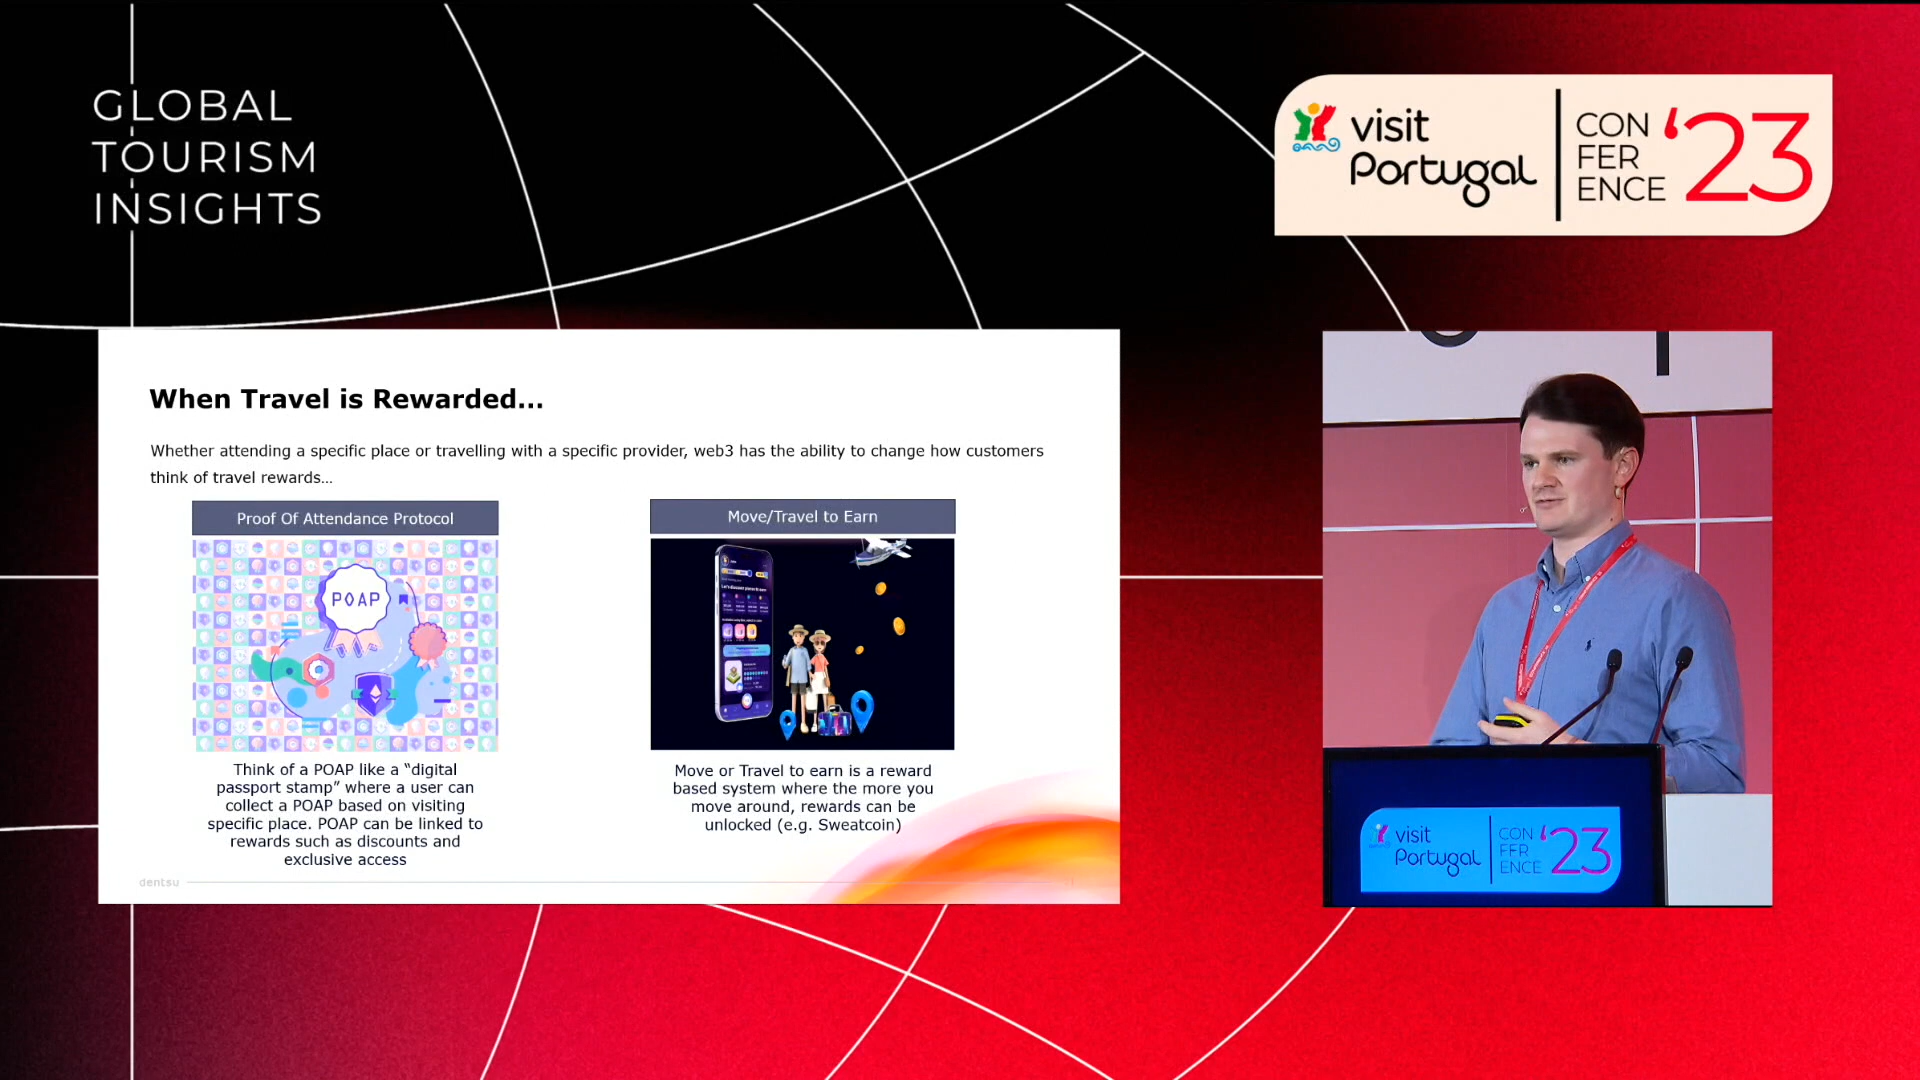 GLOBAL
TOURISM
INSIGHTS
visit
Portugal
CON
FER
ENCE
‘23
When Travel is Rewarded...
Whether attending a specific place or travelling with a specific provider, web3 has the ability to change how customers
think of travel rewards...
Proof Of Attendance Protocol
POAP
Think of a POAP like a “digital
passport stamp” where a user can
collect a POAP based on visiting
specific place. POAP can be linked to
rewards such as discounts and
exclusive access
Move/Travel to Earn
Move or Travel to earn is a reward
based system where the more you
move around, rewards can be
unlocked (e.g. Sweatcoin)
dentsu
visit
Portugal
CON
FER
ENCE
‘23